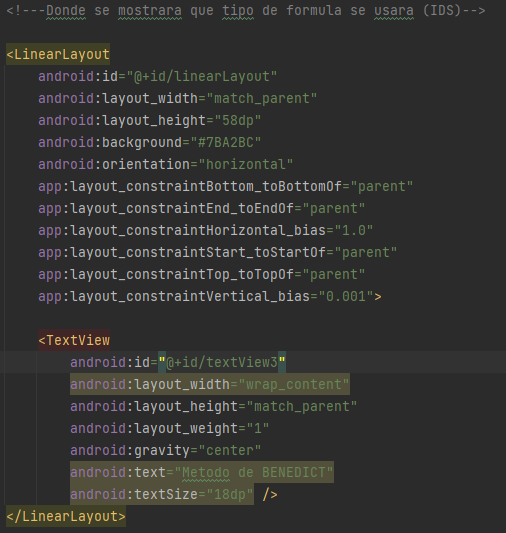 <!---Donde se mostrara que tipo de formula se usara (IDS)-->
<LinearLayout
android:id="@+id/linearLayout"
android:layout_width="match_parent"
android:layout_height="58dp"
android:background="#7BA2BC"
android:orientation="horizontal"
app:layout_constraintBottom_toBottomOf="parent"
app:layout_constraintEnd_toEndOf="parent"
app:layout_constraintHorizontal_bias="1.0"
app:layout_constraintStart_toStartOf="parent"
app:layout_constraintTop_toTopOf="parent"
app:layout_constraintVertical_bias="0.001">
<TextView
android:id="@+id/textView3"
android:layout_width="wrap_content"
android:layout_height="match_parent"
android:layout_weight="1"
android:gravity="center"
android:text="Metodo de BENEDICT"
android:textSize="18dp" />
</LinearLayout>